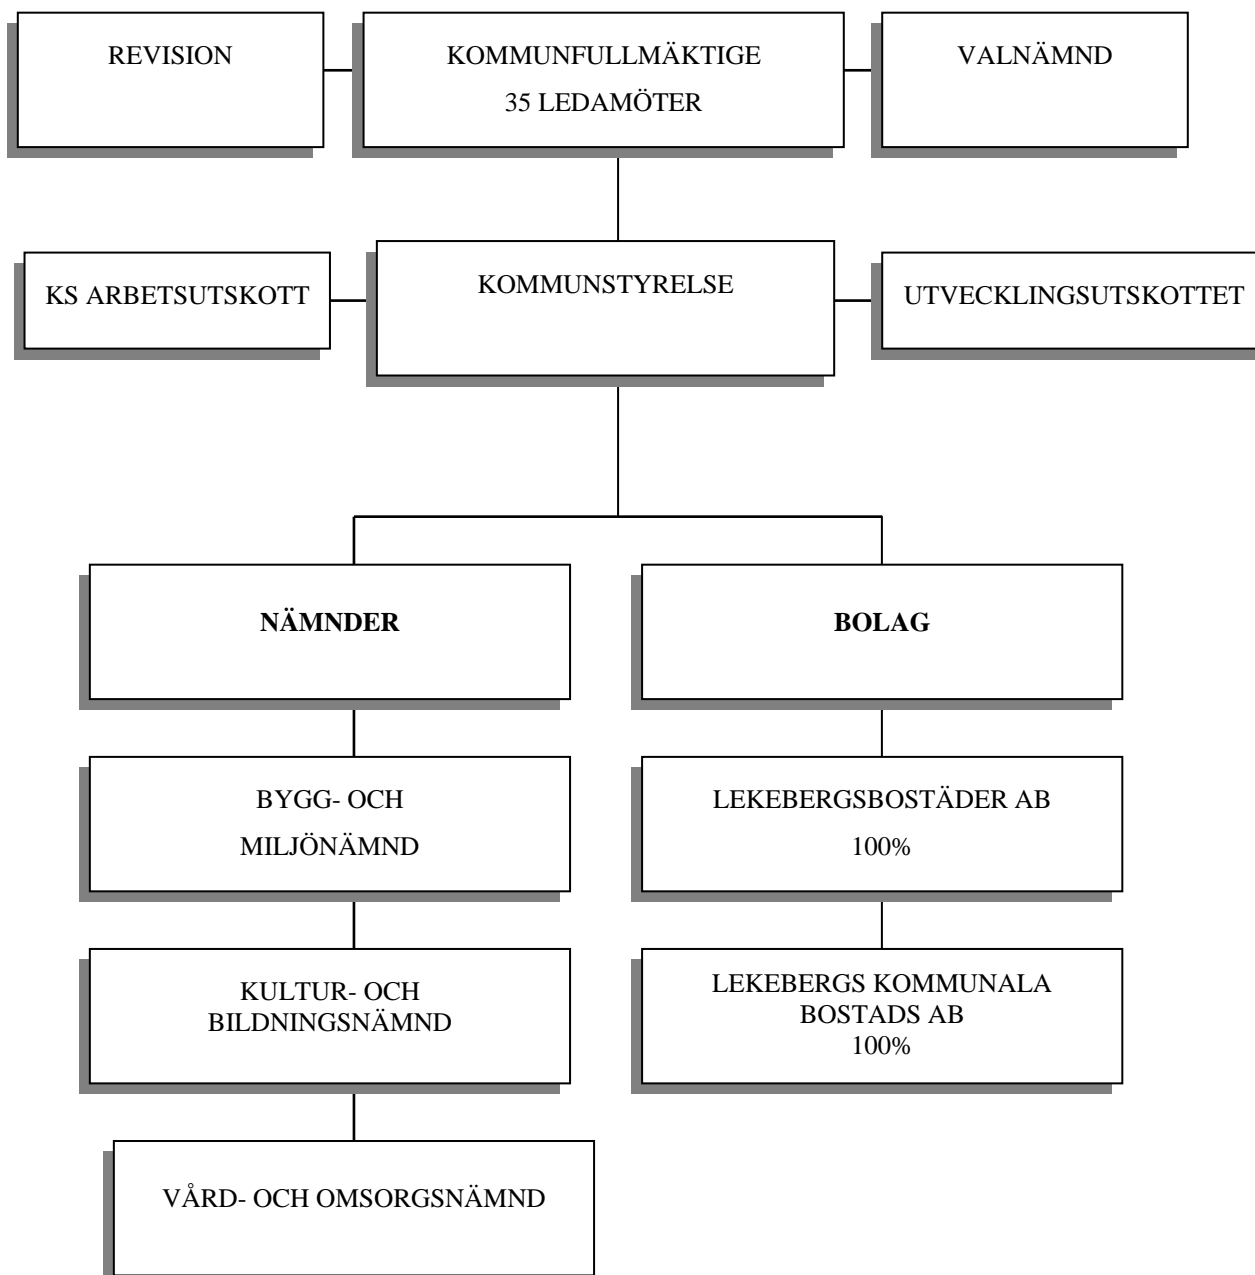 REVISION
KOMMUNFULLMÄKTIGE
35 LEDAMÖTER
VALNÄMND
KS ARBETSUTSKOTT
KOMMUNSTYRELSE
UTVECKLINGSUTSKOTTET
NÄMNDER
BOLAG
BYGG- OCH
MILJÖNÄMND
LEKEBERGSBOSTÄDER AB
100%
KULTUR- OCH
BILDNINGSNÄMND
LEKEBERGS KOMMUNALA
BOSTADS AB
100%
VÅRD- OCH OMSORGSNÄMND